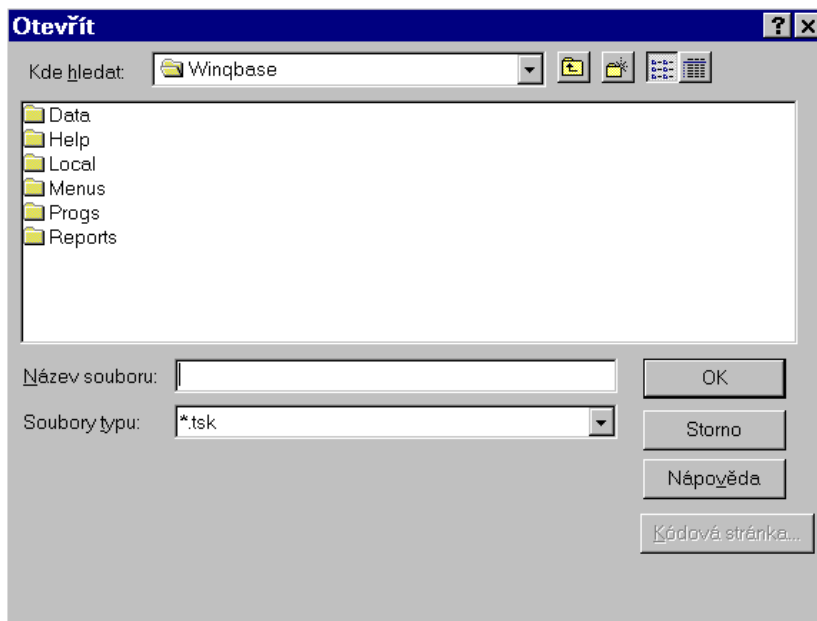 Otevřít
Kde hledat: Winqbase
Data
Help
Local
Menus
Progs
Reports
Název souboru: OK
Soubory typu: *.tsk
Storno
Nápověda
Kódová stránka...